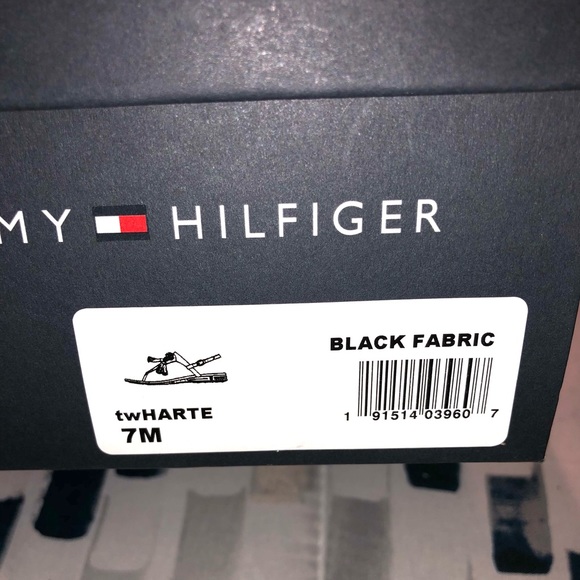 MY HILFIGER
BLACK FABRIC
twHARTE
7M
1 91514 03960 7